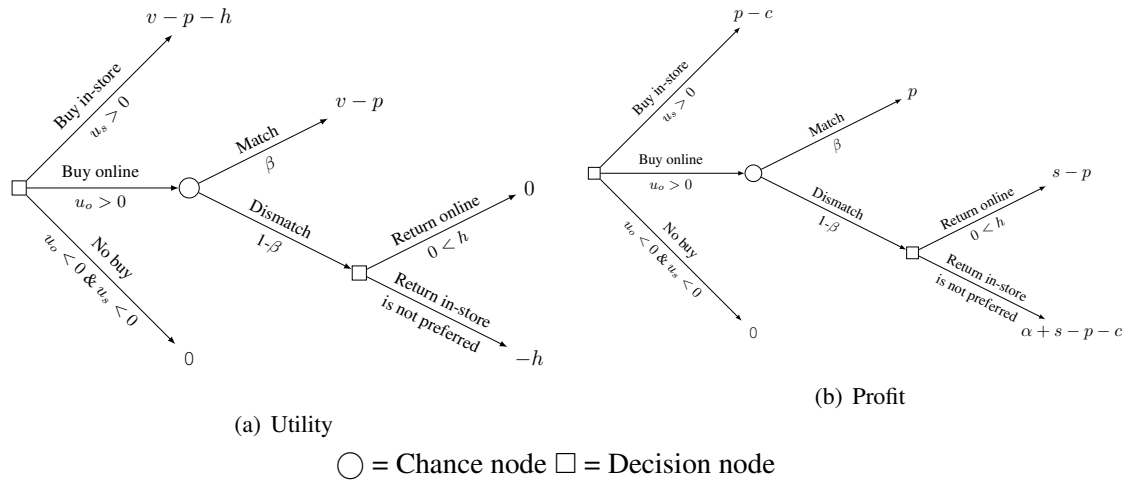 v − p − h
Buy in-store
u_s > 0
v − p
Match
β
Buy online
u_o > 0
Dismatch
1-β
0
Return online
0 < h
No buy
u_o < 0 & u_s < 0
Return in-store
is not preferred
0
−h
(a) Utility
p − c
Buy in-store
u_s > 0
p
Match
β
Buy online
u_o > 0
Dismatch
1-β
s − p
Return online
0 < h
No buy
u_o < 0 & u_s < 0
Return in-store
is not preferred
0
α + s − p − c
(b) Profit
= Chance node = Decision node